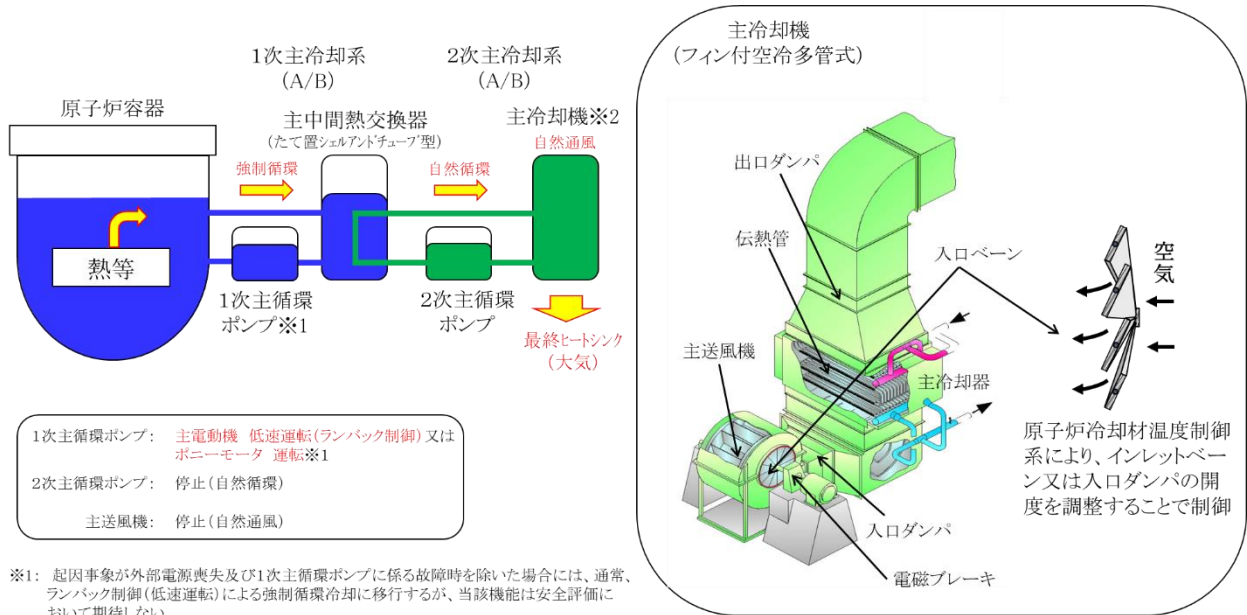 1次主冷却系
(A/B)
2次主冷却系
(A/B)
原子炉容器
主中間熱交換器
(たて置シェルアンドチューブ型)
主冷却機※2
自然通風
強制循環
自然循環
熱等
1次主循環
ポンプ※1
2次主循環
ポンプ
最終ヒートシンク
(大気)
1次主循環ポンプ: 主電動機 低速運転(ランバック制御)又は
ポニーモータ 運転※1
2次主循環ポンプ: 停止(自然循環)
主送風機: 停止(自然通風)
※1: 起因事象が外部電源喪失及び1次主循環ポンプに係る故障時を除いた場合には、通常、
ランバック制御(低速運転)による強制循環冷却に移行するが、当該機能は安全評価に
おいて期待しない
主冷却機
(フィン付空冷多管式)
出口ダンパ
伝熱管
入口ベーン
空気
主送風機
主冷却器
入口ダンパ
電磁ブレーキ
原子炉冷却材温度制御
系により、インレットベー
ン又は入口ダンパの開
度を調整することで制御